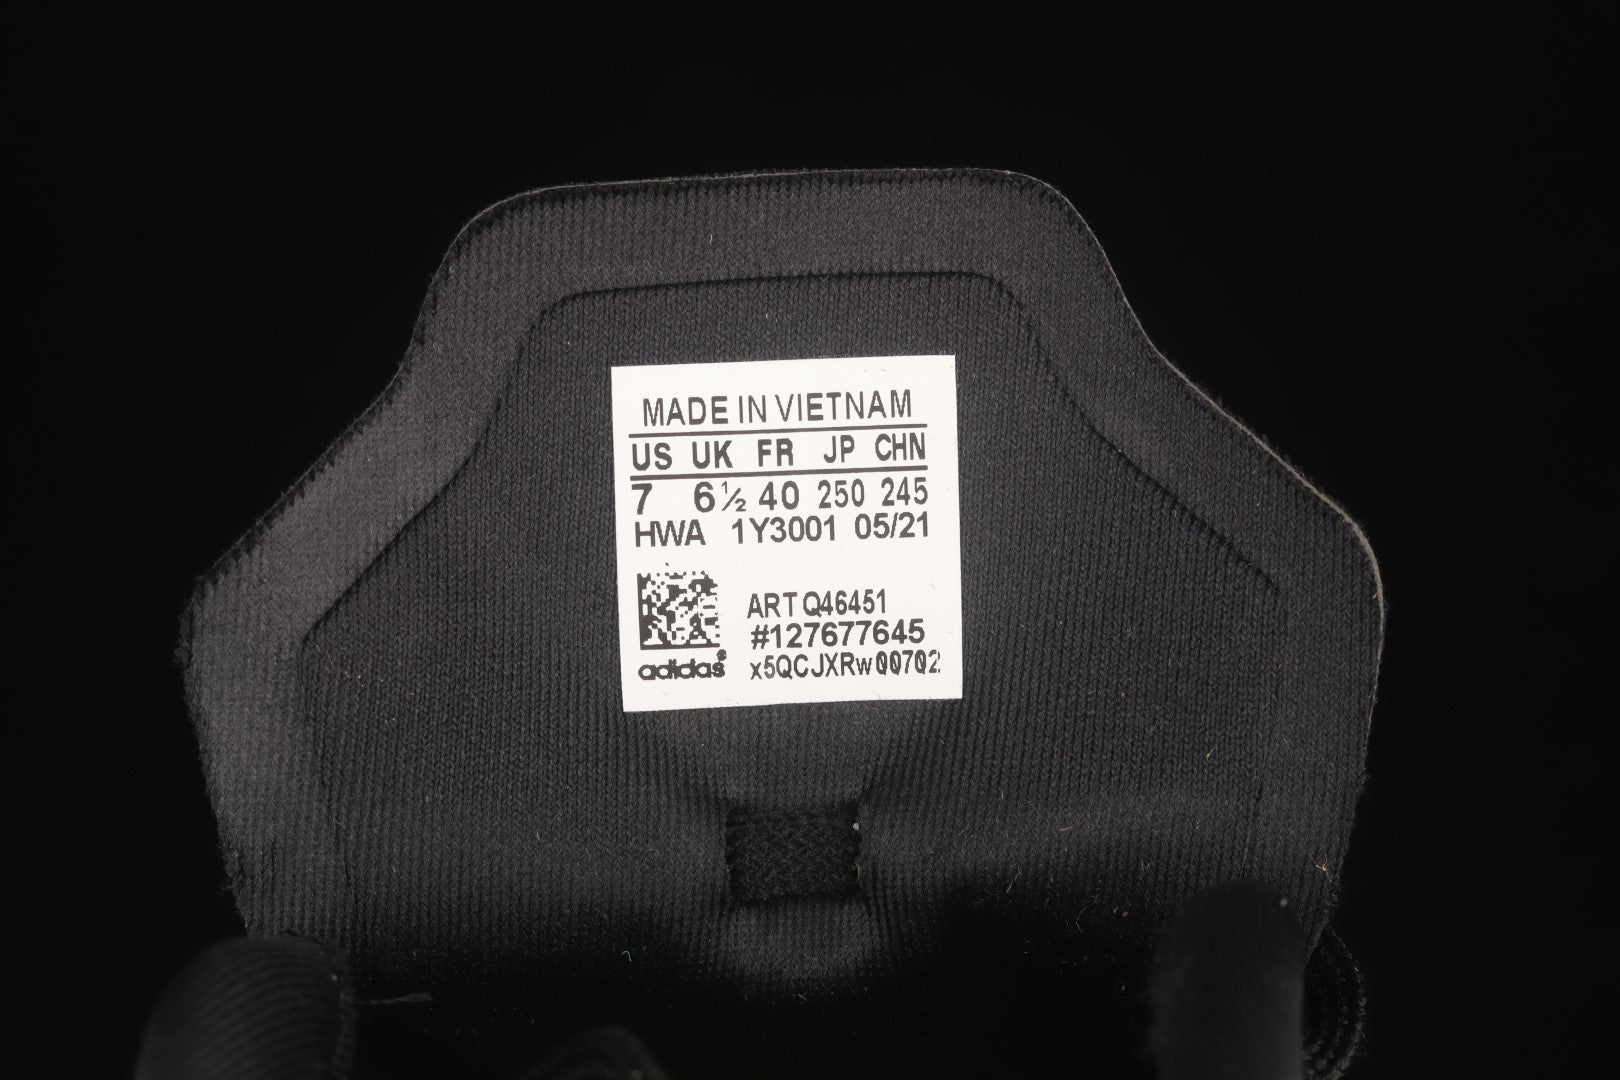 MADE IN VIETNAM
US UK FR JP CHN
7 6½ 40 250 245
HWA 1Y3001 05/21
ART Q46451
#127677645
adidas® x5QCJXRw00702